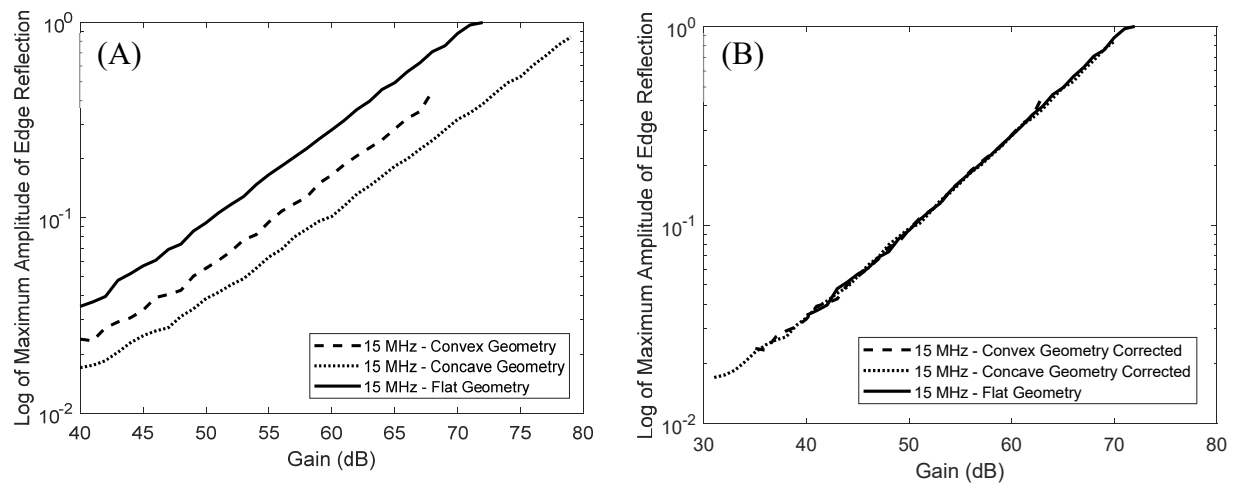 (A)
Log of Maximum Amplitude of Edge Reflection
10^0
10^-1
10^-2
15 MHz - Convex Geometry
15 MHz - Concave Geometry
15 MHz - Flat Geometry
40 45 50 55 60 65 70 75 80
Gain (dB)
(B)
Log of Maximum Amplitude of Edge Reflection
10^0
10^-1
10^-2
15 MHz - Convex Geometry Corrected
15 MHz - Concave Geometry Corrected
15 MHz - Flat Geometry
30 40 50 60 70 80
Gain (dB)